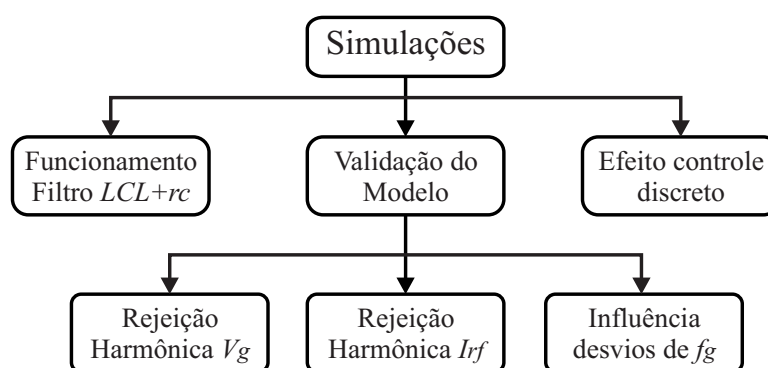 Simulações
Funcionamento
Filtro LCL+rc
Validação do
Modelo
Efeito controle
discreto
Rejeição
Harmônica Vg
Rejeição
Harmônica Irf
Influência
desvios de fg